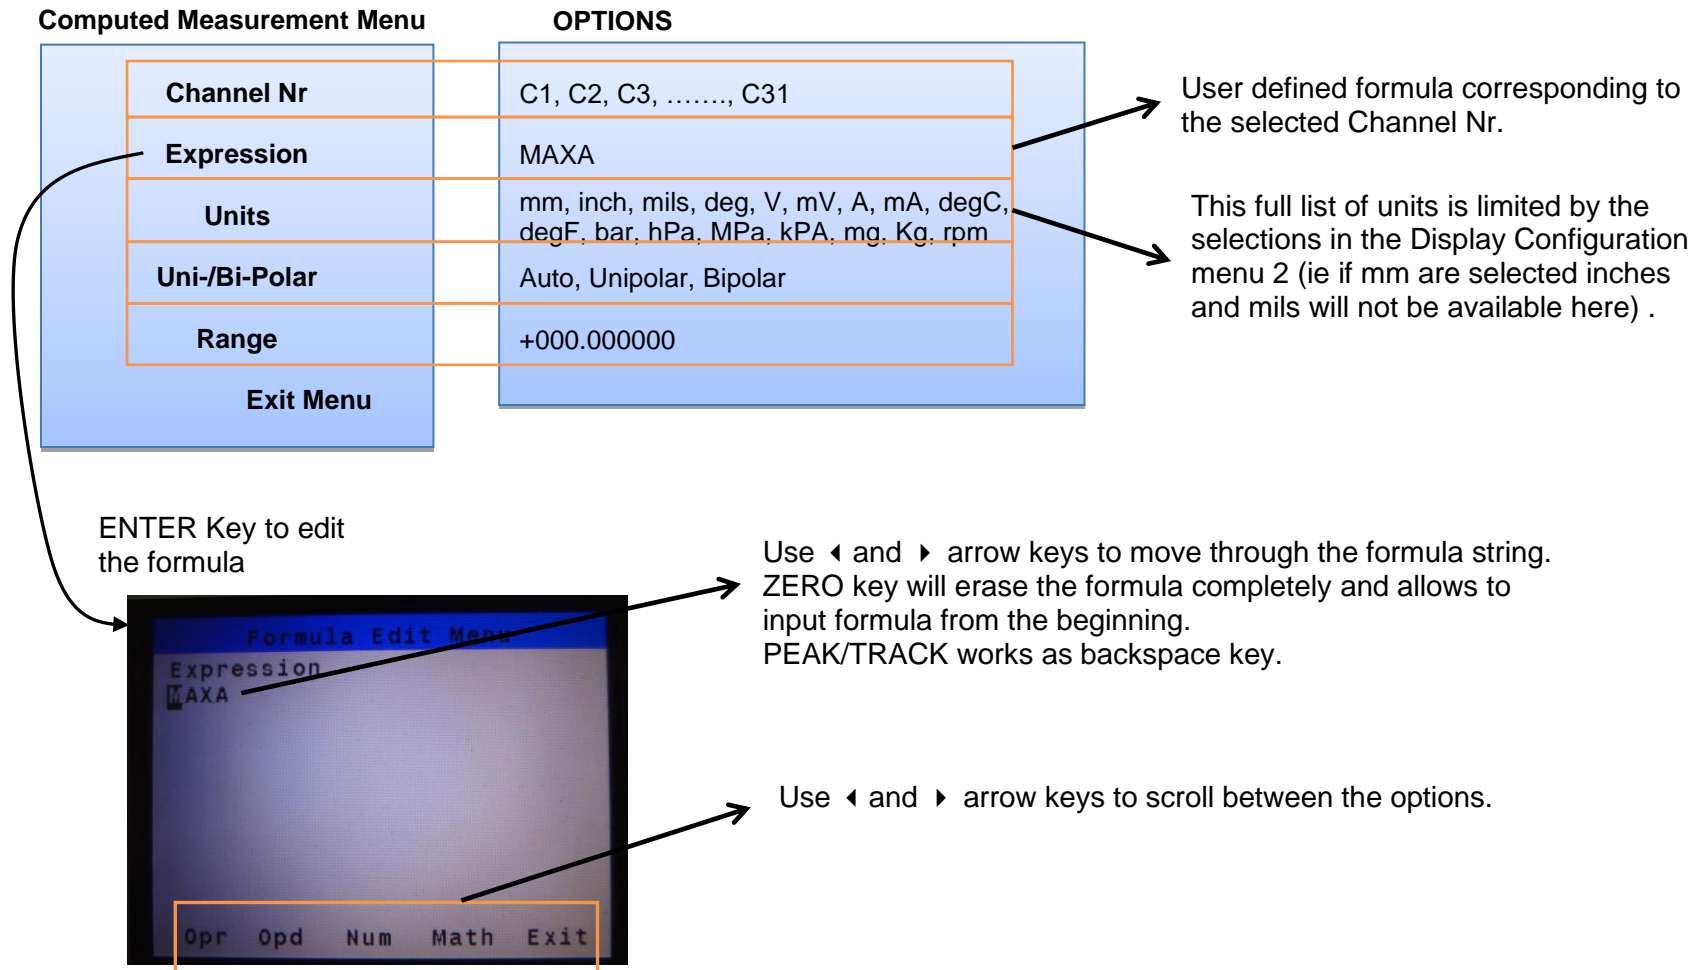 Computed Measurement Menu
OPTIONS
Channel Nr
C1, C2, C3, ……., C31
Expression
MAXA
Units
mm, inch, mils, deg, V, mV, A, mA, degC,
degF, bar, hPa, MPa, kPA, mg, Kg, rpm
Uni-/Bi-Polar
Auto, Unipolar, Bipolar
Range
+000.000000
Exit Menu
User defined formula corresponding to
the selected Channel Nr.
This full list of units is limited by the
selections in the Display Configuration
menu 2 (ie if mm are selected inches
and mils will not be available here) .
ENTER Key to edit
the formula
Formula Edit Menu
Expression
MAXA
Opr Opd Num Math Exit
Use ◂ and ▸ arrow keys to move through the formula string.
ZERO key will erase the formula completely and allows to
input formula from the beginning.
PEAK/TRACK works as backspace key.
Use ◂ and ▸ arrow keys to scroll between the options.